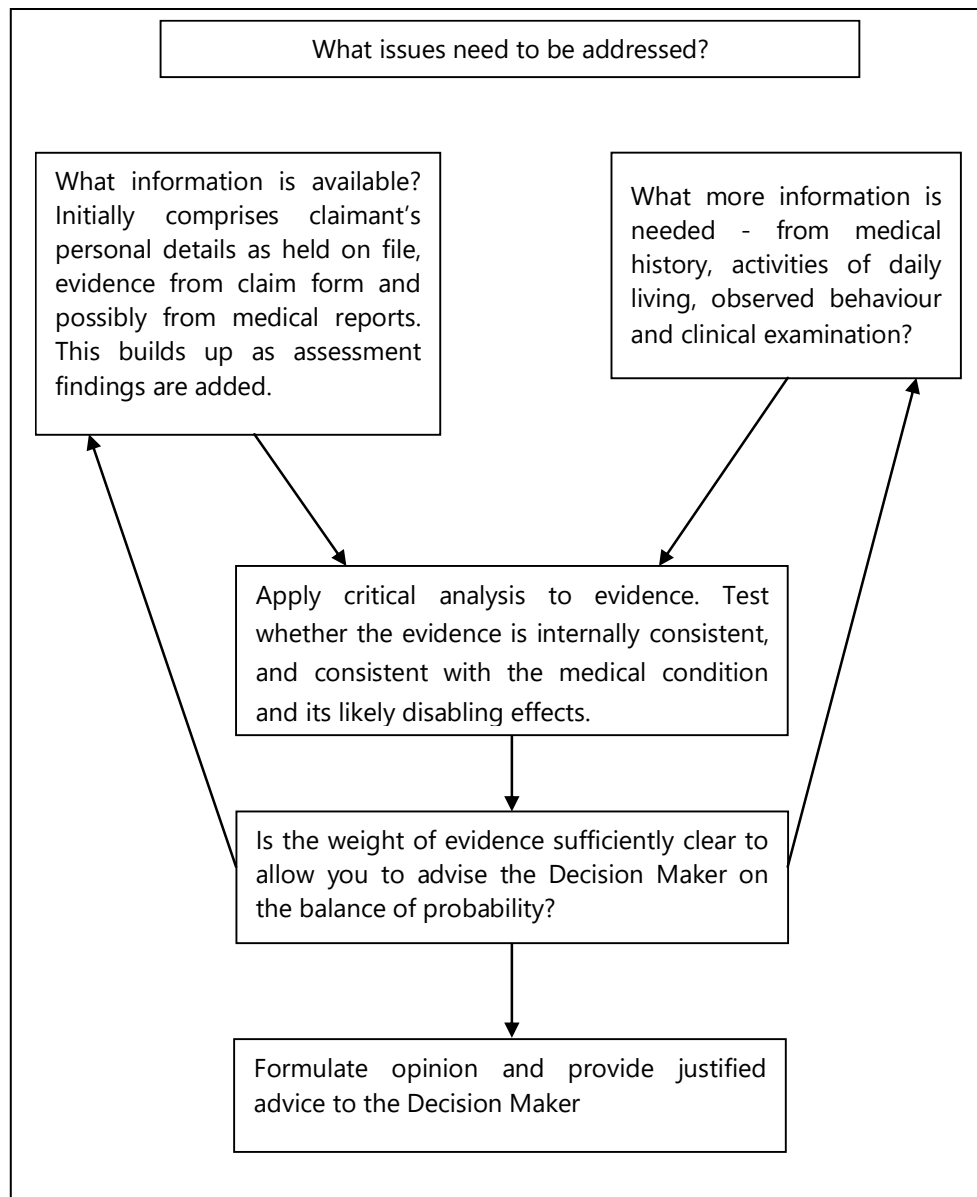 What issues need to be addressed?
What information is available?
Initially comprises claimant's
personal details as held on file,
evidence from claim form and
possibly from medical reports.
This builds up as assessment
findings are added.
What more information is
needed - from medical
history, activities of daily
living, observed behaviour
and clinical examination?
Apply critical analysis to evidence. Test
whether the evidence is internally consistent,
and consistent with the medical condition
and its likely disabling effects.
Is the weight of evidence sufficiently clear to
allow you to advise the Decision Maker on
the balance of probability?
Formulate opinion and provide justified
advice to the Decision Maker